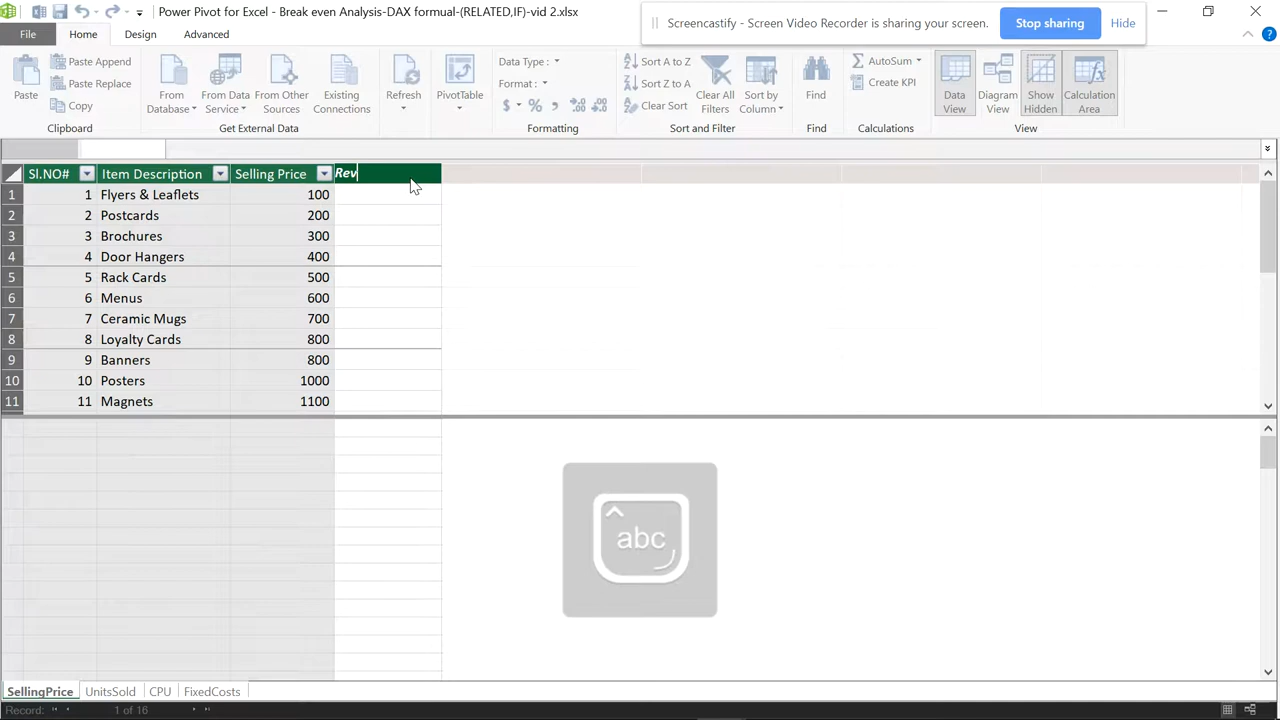 Power Pivot for Excel - Break even Analysis-DAX formual-(RELATED,IF)-vid 2.xlsx
Screencastify - Screen Video Recorder is sharing your screen.
Stop sharing
Hide
File
Home
Design
Advanced
Paste
Paste Append
Paste Replace
Copy
Clipboard
From Database
From Data Service
From Other Sources
Existing Connections
Get External Data
Refresh
PivotTable
Data Type :
Format :
$ % ,
Formatting
Sort A to Z
Sort Z to A
Clear Sort
Clear All Filters
Sort by Column
Sort and Filter
Find
Find
AutoSum
Create KPI
Calculations
Data View
Diagram View
Show Hidden
Calculation Area
View
Sl.NO# Item Description Selling Price Rev
1 1 Flyers & Leaflets 100
2 2 Postcards 200
3 3 Brochures 300
4 4 Door Hangers 400
5 5 Rack Cards 500
6 6 Menus 600
7 7 Ceramic Mugs 700
8 8 Loyalty Cards 800
9 9 Banners 800
10 10 Posters 1000
11 11 Magnets 1100
abc
SellingPrice UnitsSold CPU FixedCosts
Record: 1 of 16